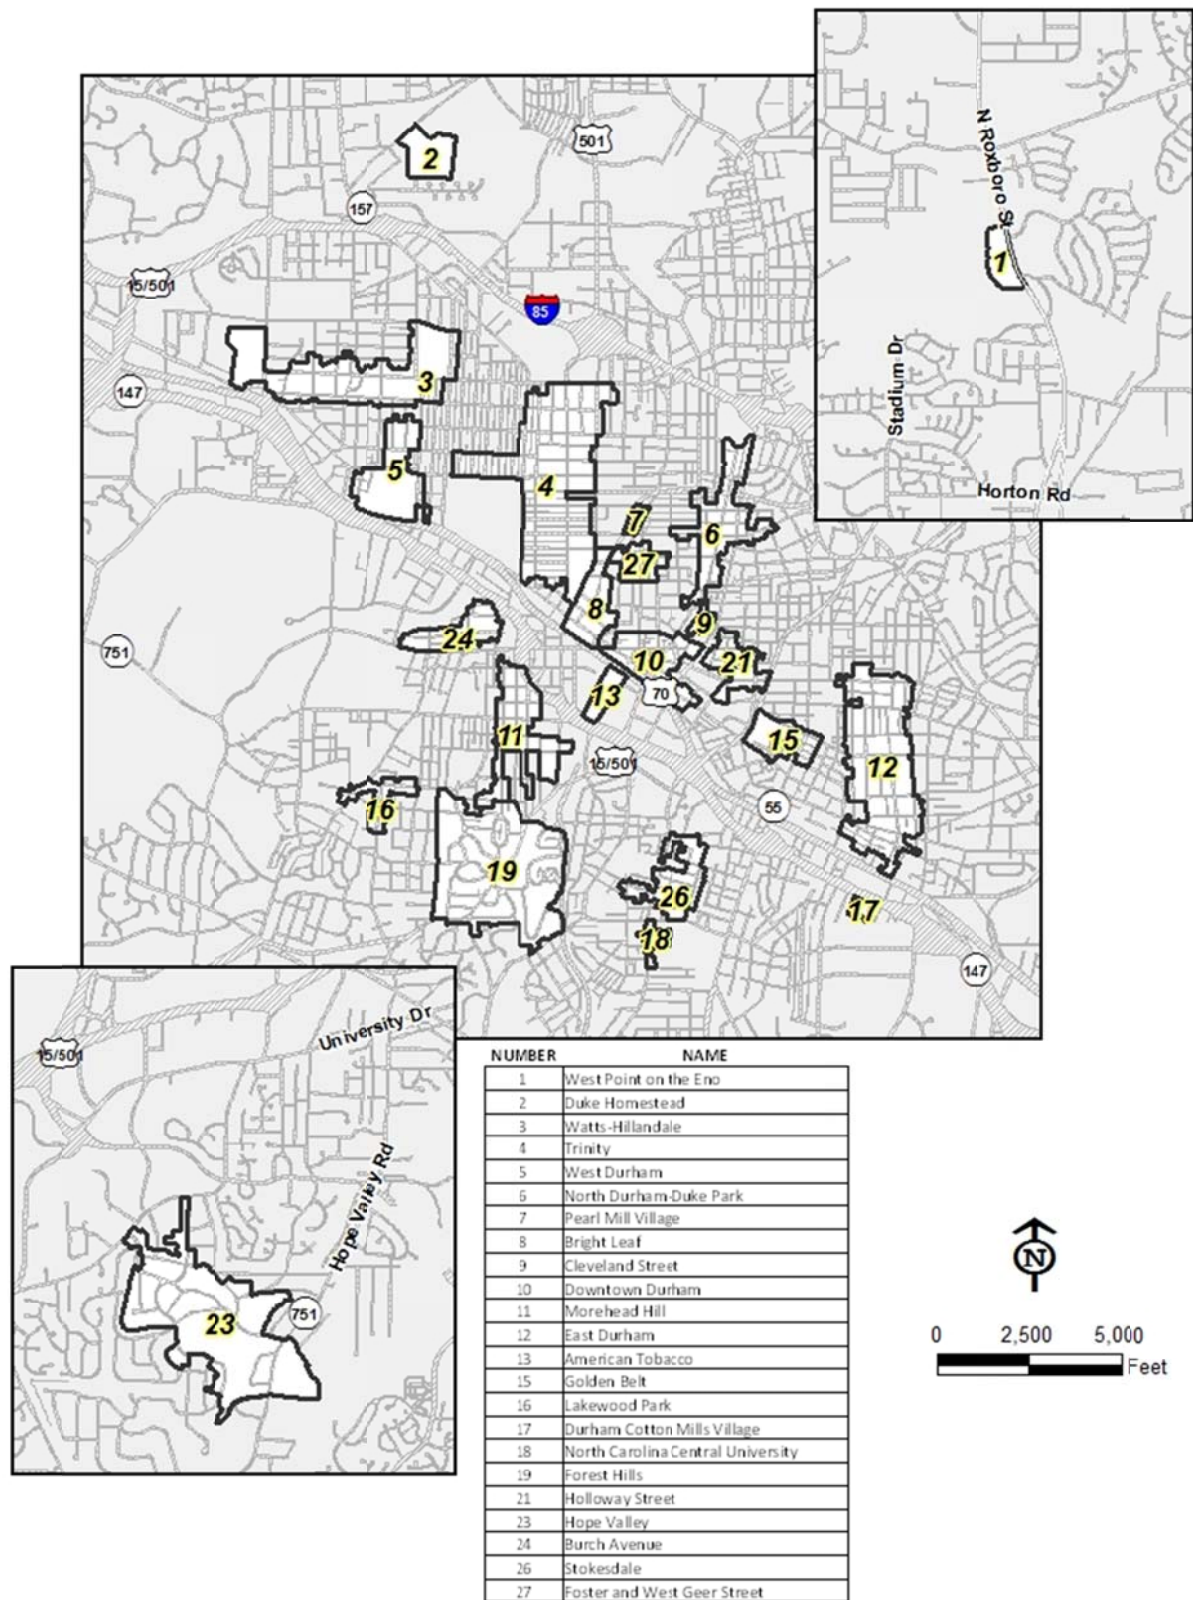 N Roxboro St
1
Stadium Dr
Horton Rd
2
501
157
15/501
85
3
147
5
4
7
6
27
8
9
24
751
10
21
70
13
11
15
15/501
12
16
55
19
26
17
18
147
15/501
University Dr
Hope Valley Rd
23
751
NUMBER NAME
1 West Point on the Eno
2 Duke Homestead
3 Watts-Hillandale
4 Trinity
5 West Durham
6 North Durham-Duke Park
7 Pearl Mill Village
8 Bright Leaf
9 Cleveland Street
10 Downtown Durham
11 Morehead Hill
12 East Durham
13 American Tobacco
15 Golden Belt
16 Lakewood Park
17 Durham Cotton Mills Village
18 North Carolina Central University
19 Forest Hills
21 Holloway Street
23 Hope Valley
24 Burch Avenue
26 Stokesdale
27 Foster and West Geer Street
N
0 2,500 5,000
Feet